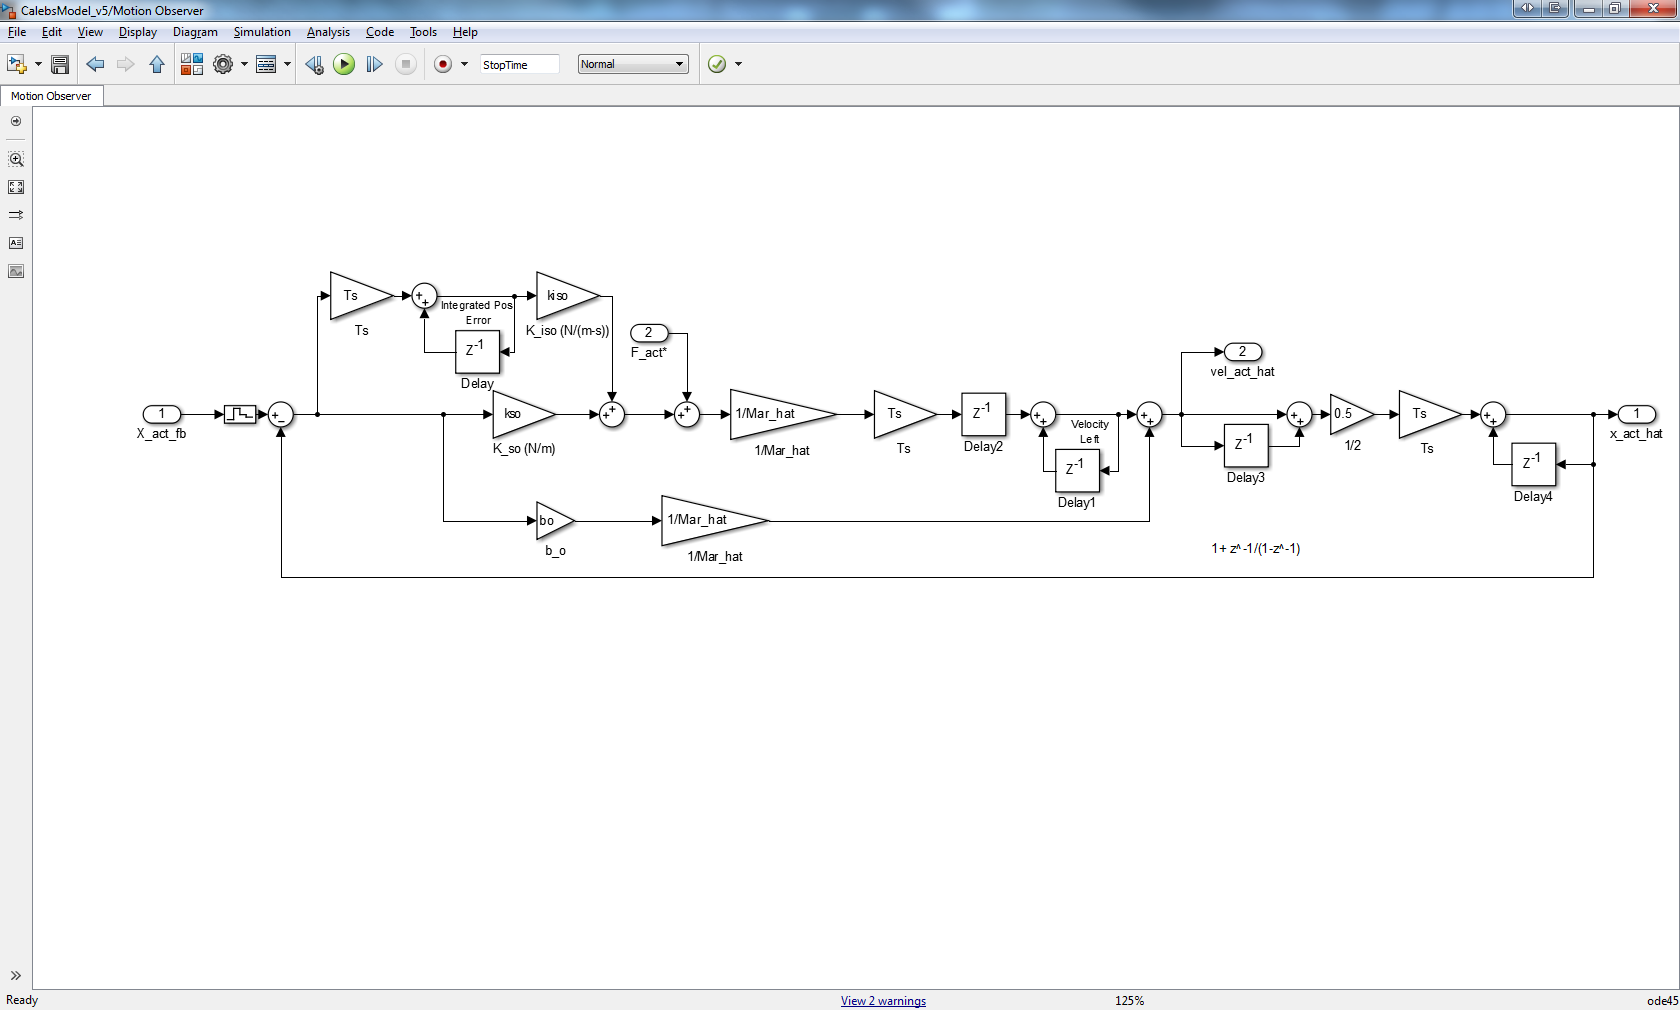 CalebsModel_v5/Motion Observer
File Edit View Display Diagram Simulation Analysis Code Tools Help
StopTime
Normal
Motion Observer
Ts
Ts
Integrated Pos
Error
Z-1
Delay
kiso
K_iso (N/(m-s))
2
F_act*
1
X_act_fb
kso
K_so (N/m)
1/Mar_hat
1/Mar_hat
Ts
Ts
Z-1
Delay2
Velocity
Left
Z-1
Delay1
2
vel_act_hat
Z-1
Delay3
0.5
1/2
Ts
Ts
Z-1
Delay4
1
x_act_hat
bo
b_o
1/Mar_hat
1/Mar_hat
1+ z^-1/(1-z^-1)
Ready
View 2 warnings
125%
ode45